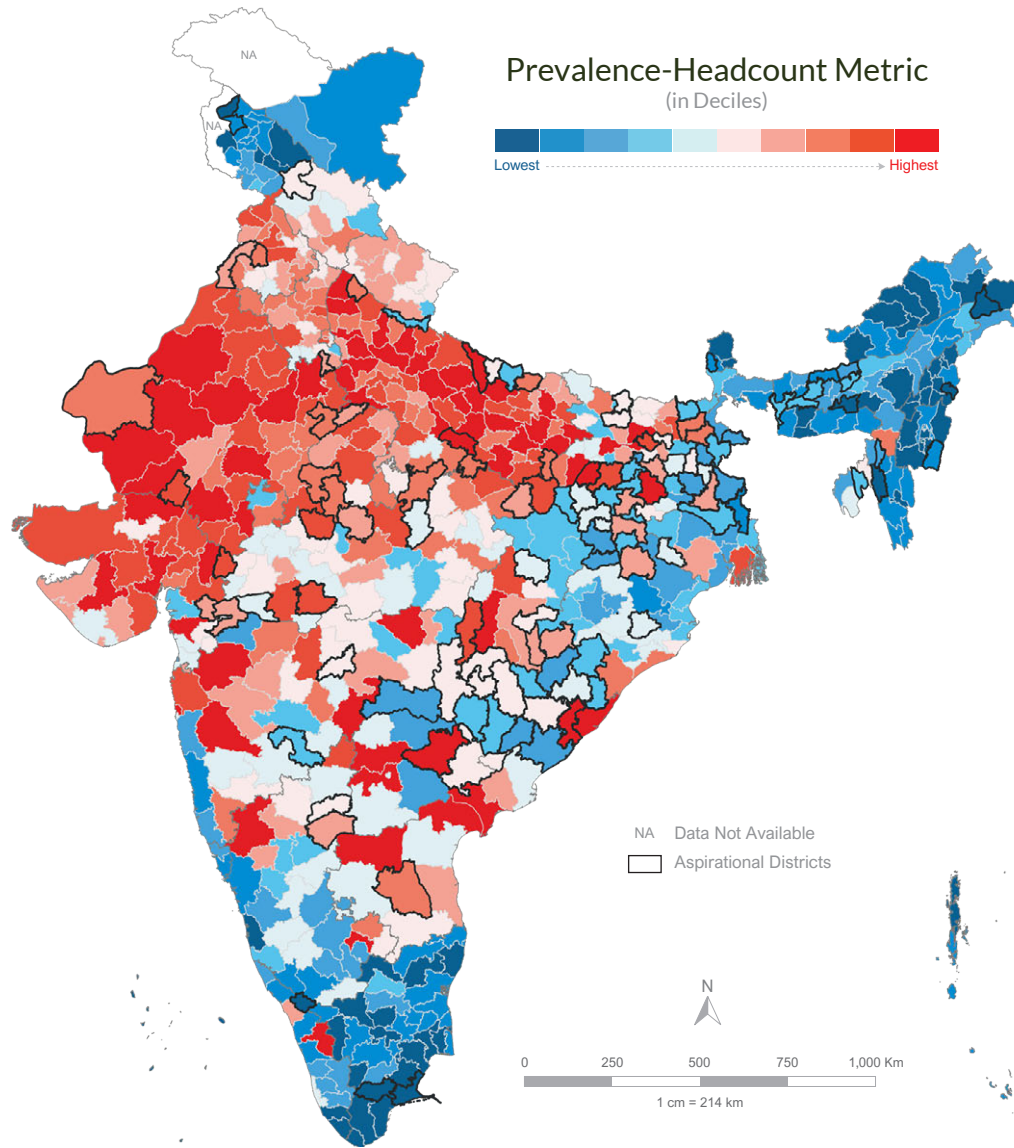 NA
Prevalence-Headcount Metric
(in Deciles)
NA
Lowest Highest
NA Data Not Available
Aspirational Districts
N
0 250 500 750 1,000 Km
1 cm = 214 km